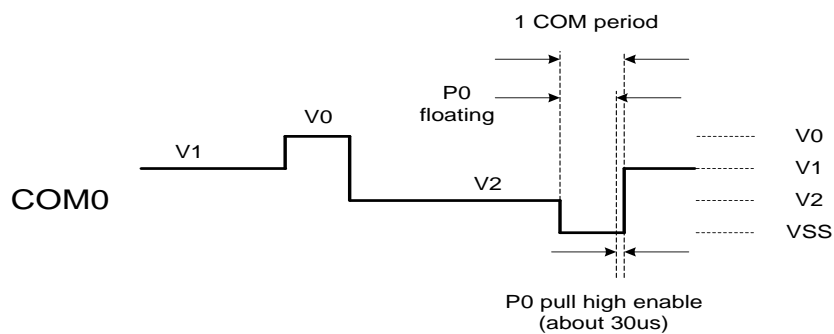 1 COM period
P0
floating
V0
V1
V2
COM0
V0
V1
V2
VSS
P0 pull high enable
(about 30us)